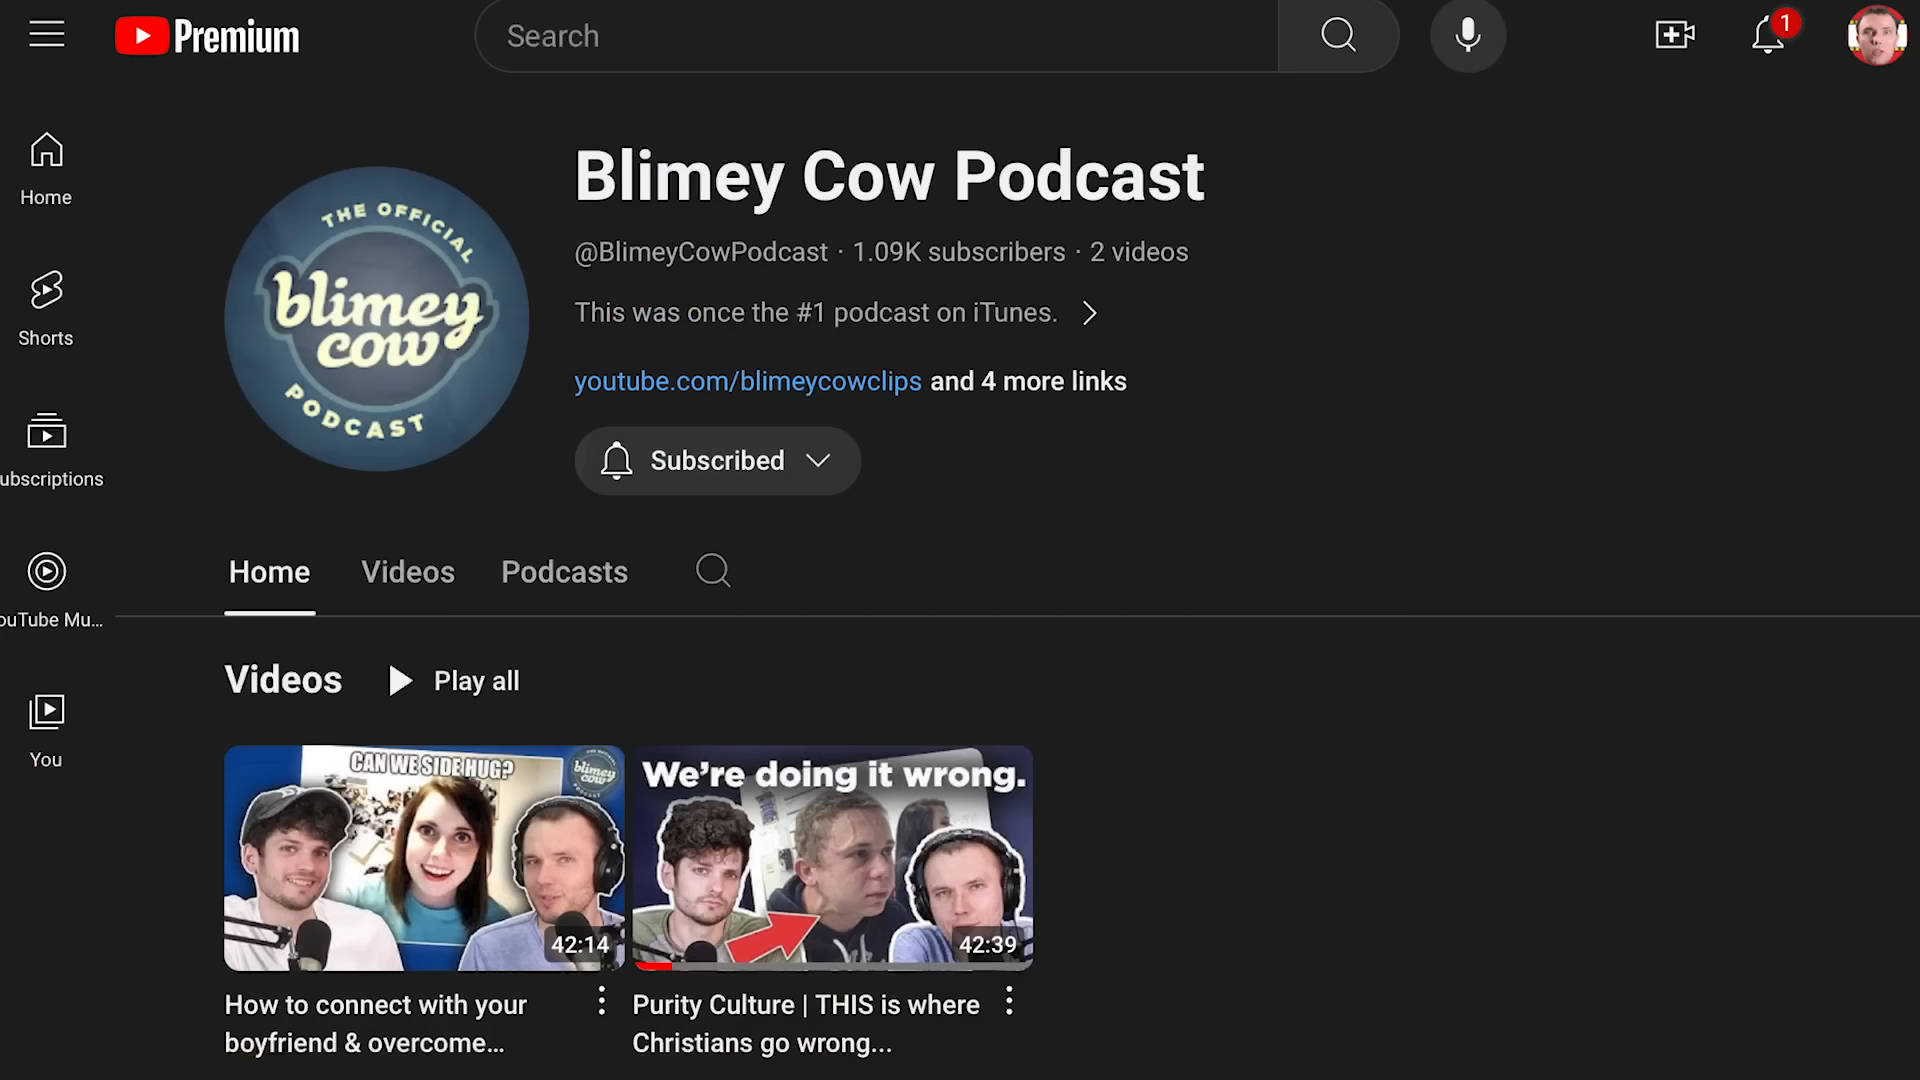 Premium
Search
1
Home
Shorts
ubscriptions
ouTube Mu...
You
THE OFFICIAL
blimey
cow
PODCAST
Blimey Cow Podcast
@BlimeyCowPodcast · 1.09K subscribers · 2 videos
This was once the #1 podcast on iTunes.
youtube.com/blimeycowclips and 4 more links
Subscribed
Home Videos Podcasts
Videos Play all
CAN WE SIDE HUG?
blimey
cow
42:14
We're doing it wrong.
42:39
How to connect with your
boyfriend & overcome...
Purity Culture | THIS is where
Christians go wrong...